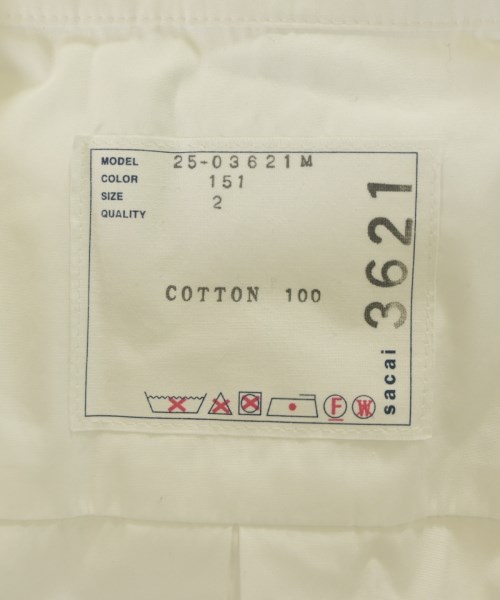 MODEL 25-03621M
COLOR 151
SIZE 2
QUALITY
COTTON 100
sacai 3621
F
W